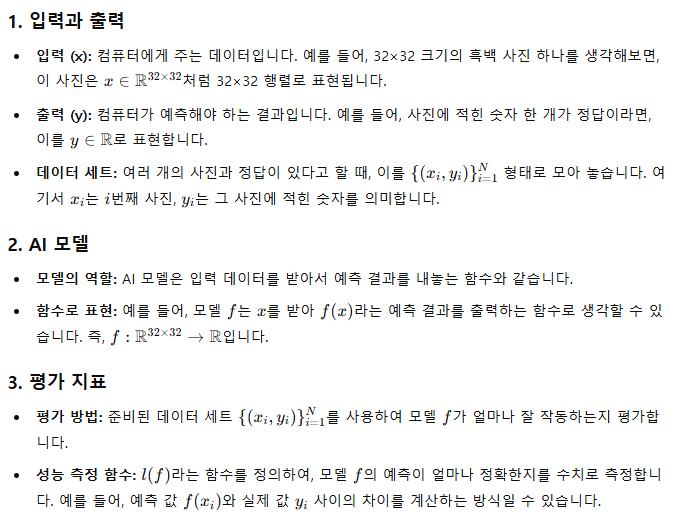 1. 입력과 출력
• 입력 (x): 컴퓨터에게 주는 데이터입니다. 예를 들어, 32×32 크기의 흑백 사진 하나를 생각해보면,
이 사진은 $x \in \mathbb{R}^{32\times32}$처럼 32×32 행렬로 표현됩니다.
• 출력 (y): 컴퓨터가 예측해야 하는 결과입니다. 예를 들어, 사진에 적힌 숫자 한 개가 정답이라면,
이를 $y \in \mathbb{R}$로 표현합니다.
• 데이터 세트: 여러 개의 사진과 정답이 있다고 할 때, 이를 $\{(x_i, y_i)\}_{i=1}^{N}$ 형태로 모아 놓습니다. 여
기서 $x_i$는 $i$번째 사진, $y_i$는 그 사진에 적힌 숫자를 의미합니다.
2. AI 모델
• 모델의 역할: AI 모델은 입력 데이터를 받아서 예측 결과를 내놓는 함수와 같습니다.
• 함수로 표현: 예를 들어, 모델 $f$는 $x$를 받아 $f(x)$라는 예측 결과를 출력하는 함수로 생각할 수 있
습니다. 즉, $f : \mathbb{R}^{32\times32} \to \mathbb{R}$입니다.
3. 평가 지표
• 평가 방법: 준비된 데이터 세트 $\{(x_i, y_i)\}_{i=1}^{N}$를 사용하여 모델 $f$가 얼마나 잘 작동하는지 평가합
니다.
• 성능 측정 함수: $l(f)$라는 함수를 정의하여, 모델 $f$의 예측이 얼마나 정확한지를 수치로 측정합니
다. 예를 들어, 예측 값 $f(x_i)$와 실제 값 $y_i$ 사이의 차이를 계산하는 방식일 수 있습니다.